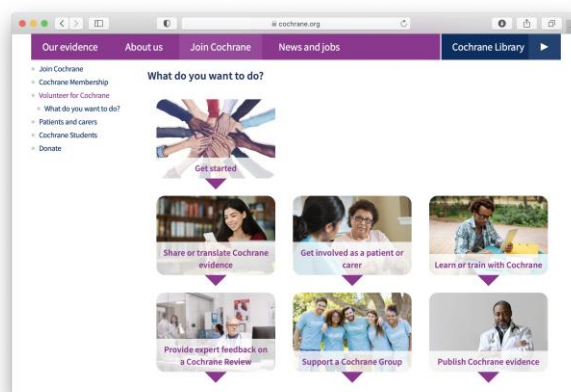 cochrane.org
Our evidence About us Join Cochrane News and jobs Cochrane Library
Join Cochrane
Cochrane Membership
Volunteer for Cochrane
What do you want to do?
Patients and carers
Cochrane Students
Donate
What do you want to do?
Get started
Share or translate Cochrane
evidence
Get involved as a patient or
carer
Learn or train with Cochrane
Provide expert feedback on
a Cochrane Review
Support a Cochrane Group
Publish Cochrane evidence